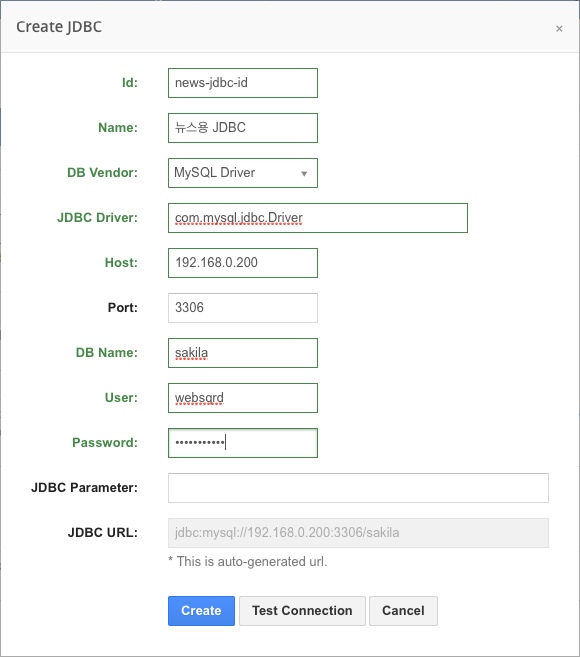 Create JDBC ×
Id: news-jdbc-id
Name: 뉴스용 JDBC
DB Vendor: MySQL Driver
JDBC Driver: com.mysql.jdbc.Driver
Host: 192.168.0.200
Port: 3306
DB Name: sakila
User: websqrd
Password: •••••••••••
JDBC Parameter:
JDBC URL: jdbc:mysql://192.168.0.200:3306/sakila
* This is auto-generated url.
Create Test Connection Cancel